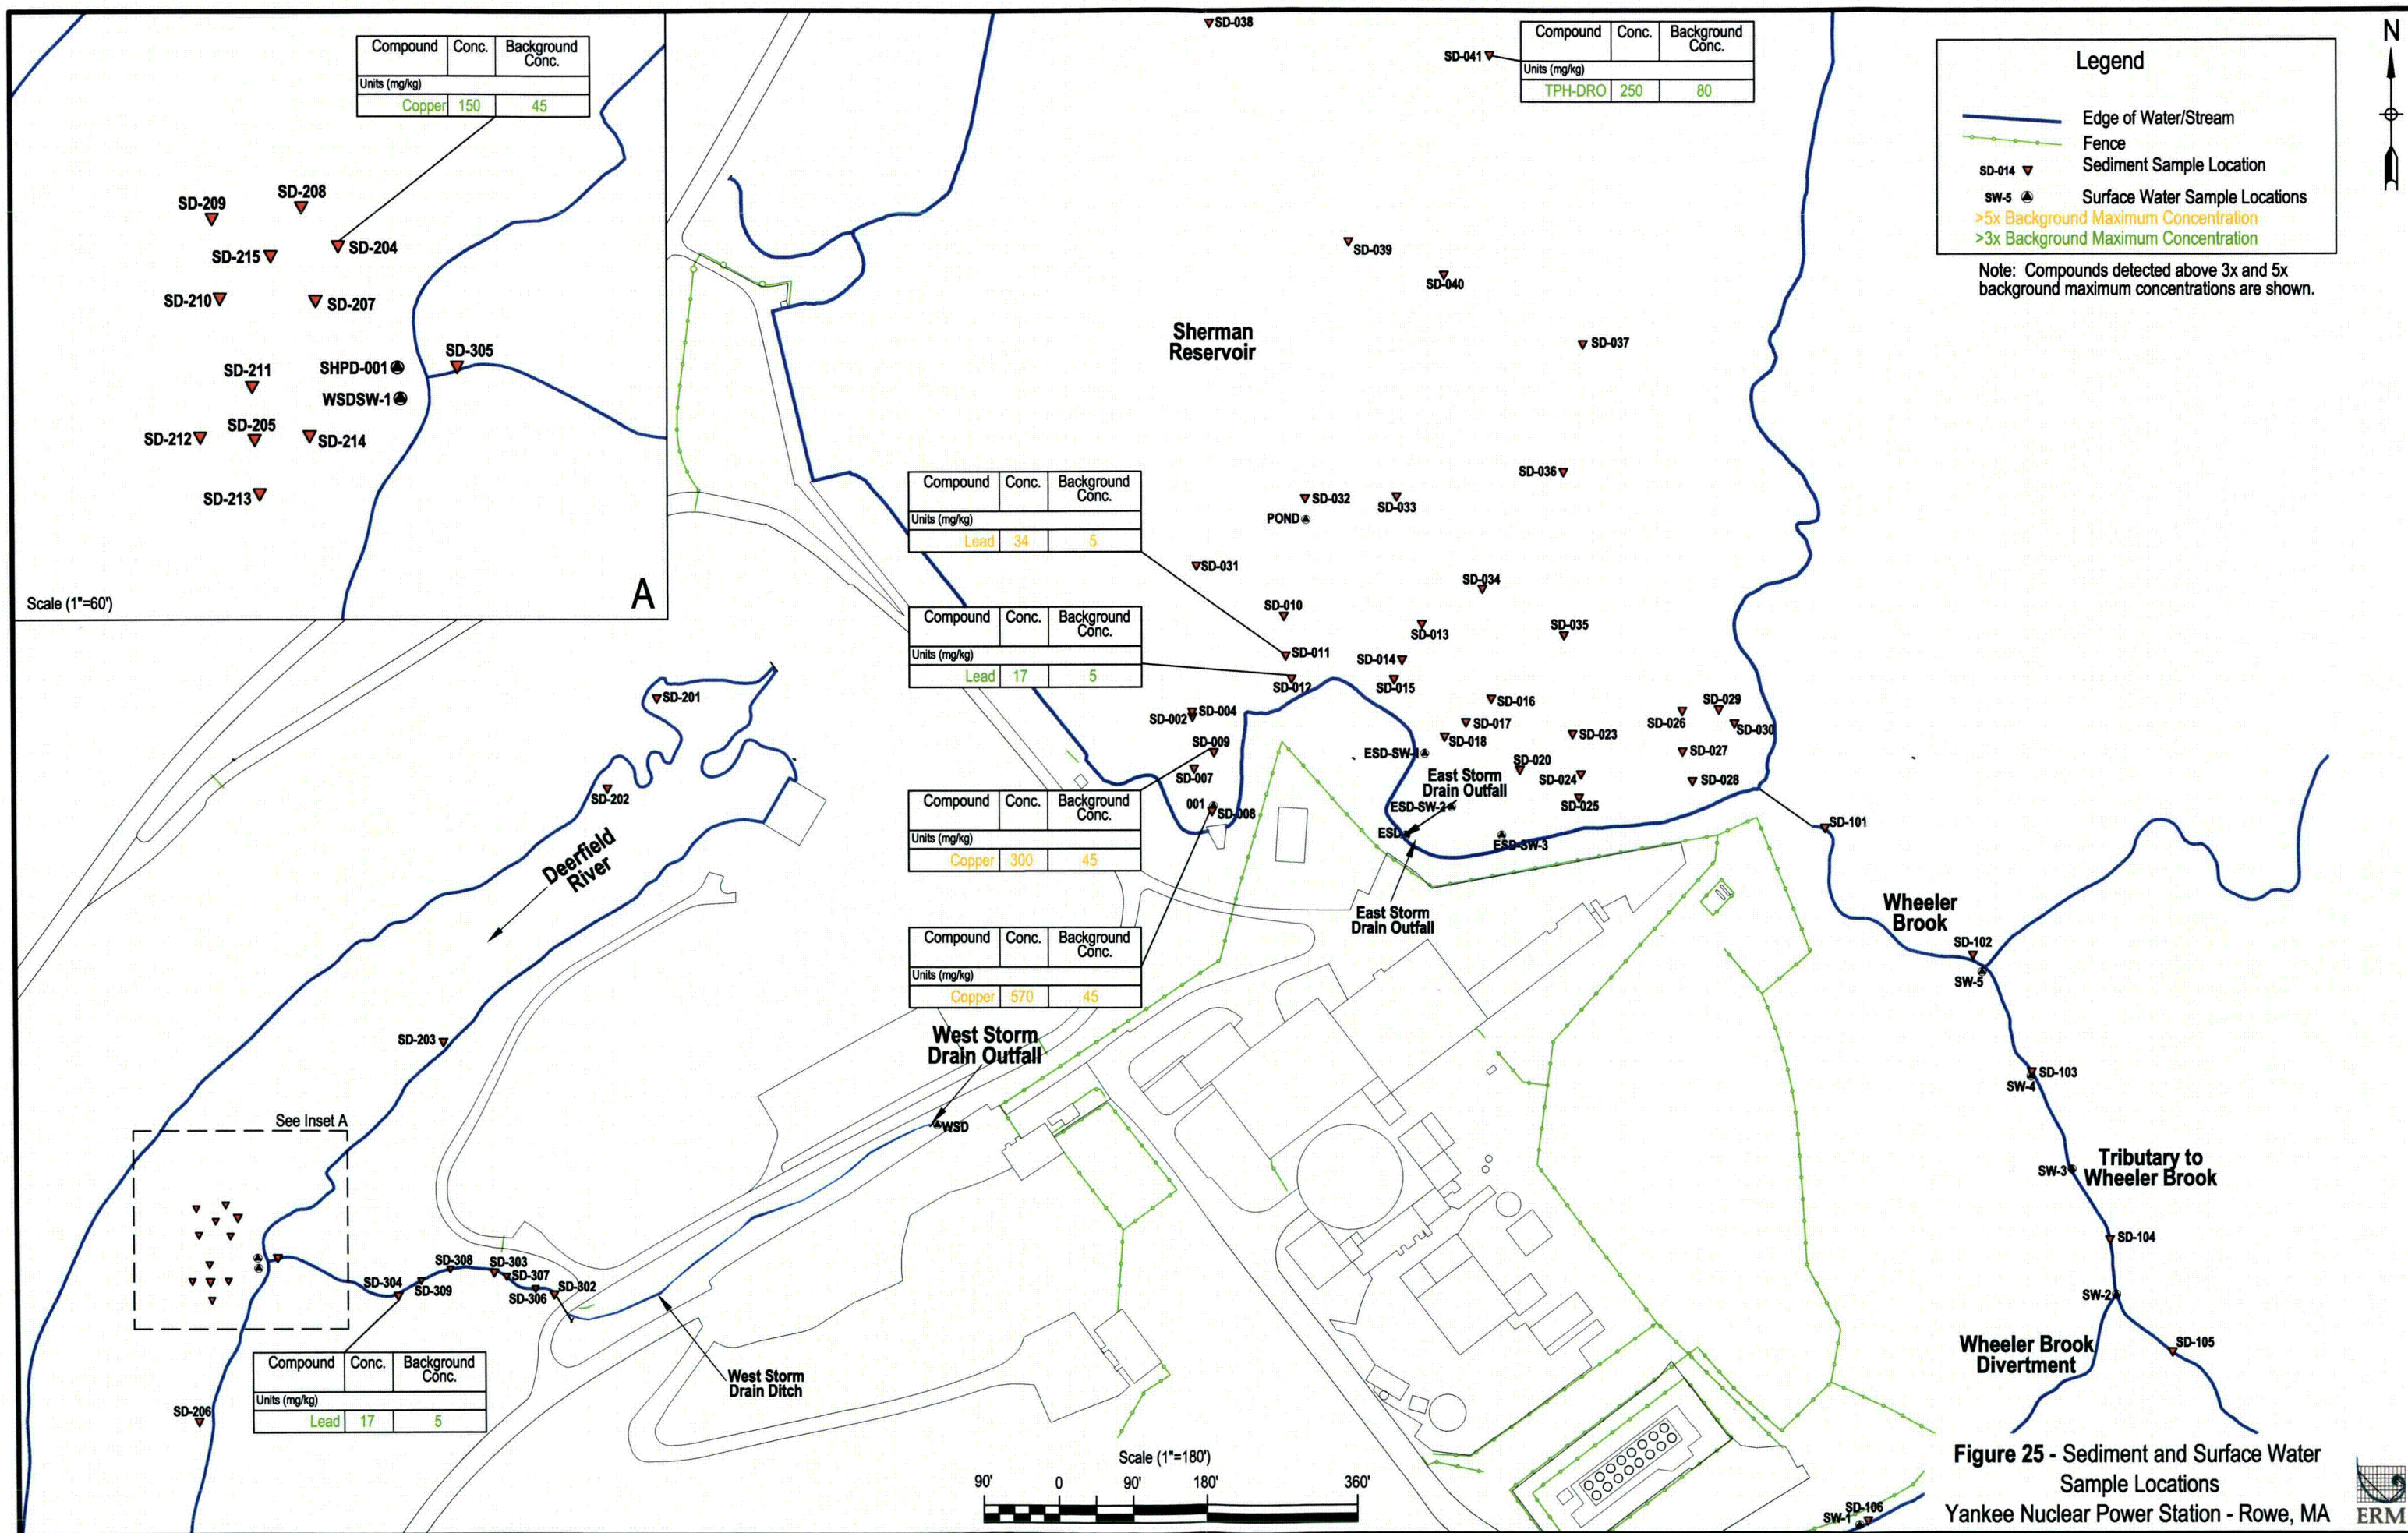 Compound Conc. Background Conc.
Units (mg/kg)
Copper 150 45
SD-209
SD-208
SD-215
SD-204
SD-210
SD-207
SHPD-001
SD-305
SD-211
WSDSW-1
SD-212
SD-205
SD-214
SD-213
Scale (1"=60')
A
SD-038
SD-041
Compound Conc. Background Conc.
Units (mg/kg)
TPH-DRO 250 80
Legend
Edge of Water/Stream
Fence
SD-014 Sediment Sample Location
SW-5 Surface Water Sample Locations
>5x Background Maximum Concentration
>3x Background Maximum Concentration
Note: Compounds detected above 3x and 5x
background maximum concentrations are shown.
N
SD-039
SD-040
Sherman
Reservoir
SD-037
SD-036
SD-032
SD-033
POND
Compound Conc. Background Conc.
Units (mg/kg)
Lead 34 5
SD-031
SD-034
SD-010
SD-013
SD-035
SD-011
SD-014
SD-012
SD-015
Compound Conc. Background Conc.
Units (mg/kg)
Lead 17 5
SD-004
SD-002
SD-009
SD-007
001
SD-008
SD-016
SD-017
SD-018
SD-023
SD-026
SD-029
SD-030
SD-027
SD-028
ESD-SW-1
SD-020
SD-024
SD-025
East Storm
Drain Outfall
ESD-SW-2
ESD
ESD-SW-3
Compound Conc. Background Conc.
Units (mg/kg)
Copper 300 45
East Storm
Drain Outfall
Compound Conc. Background Conc.
Units (mg/kg)
Copper 570 45
SD-101
Wheeler
Brook
SD-102
SW-5
SD-103
SW-4
SW-3
Tributary to
Wheeler Brook
SD-104
SW-2
SD-105
Wheeler Brook
Divertment
SD-106
SW-1
SD-201
SD-202
Deerfield
River
SD-203
West Storm
Drain Outfall
WSD
See Inset A
SD-308
SD-303
SD-307
SD-304
SD-309
SD-306
SD-302
Compound Conc. Background Conc.
Units (mg/kg)
Lead 17 5
SD-206
West Storm
Drain Ditch
Scale (1"=180')
90' 0 90' 180' 360'
Figure 25 - Sediment and Surface Water
Sample Locations
Yankee Nuclear Power Station - Rowe, MA
ERM